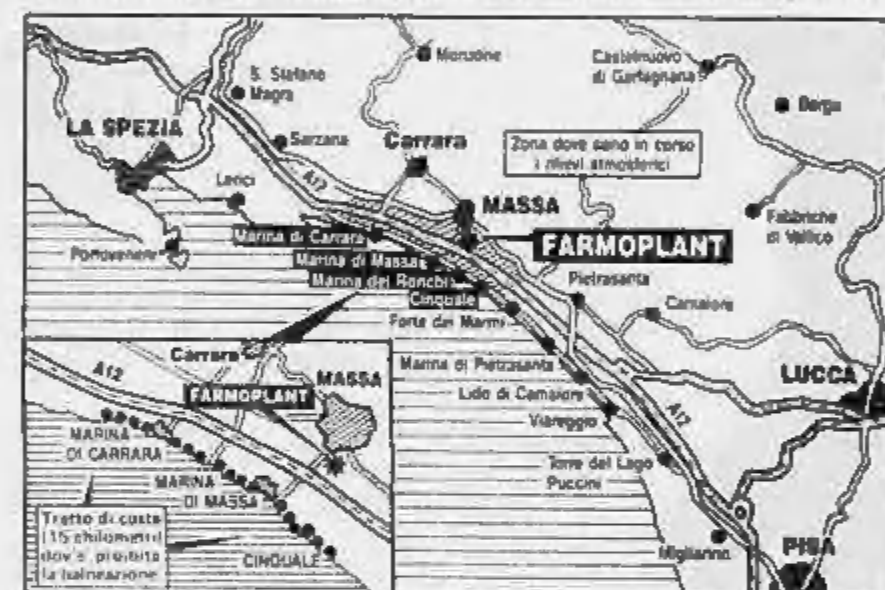 Monzone
Castelnuovo
di Garfagnana
S. Stefano
Magra
Barga
LA SPEZIA
Sarzana
Carrara
Zona dove sono in corso
i rilievi atmosferici
A12
Lerici
MASSA
Fabbriche
di Vallico
Marina di Carrara
FARMOPLANT
Portovenere
Marina di Massa
Marina dei Ronchi
Pietrasanta
Cinquale
Camaiore
Forte dei Marmi
Carrara
A12
MASSA
Marina di Pietrasanta
LUCCA
FARMOPLANT
Lido di Camaiore
A12
Viareggio
MARINA
DI CARRARA
Torre del Lago
Puccini
MARINA
DI MASSA
Tratto di costa
(15 chilometri)
dov'è proibita
la balneazione
CINQUALE
Migliarino
PISA